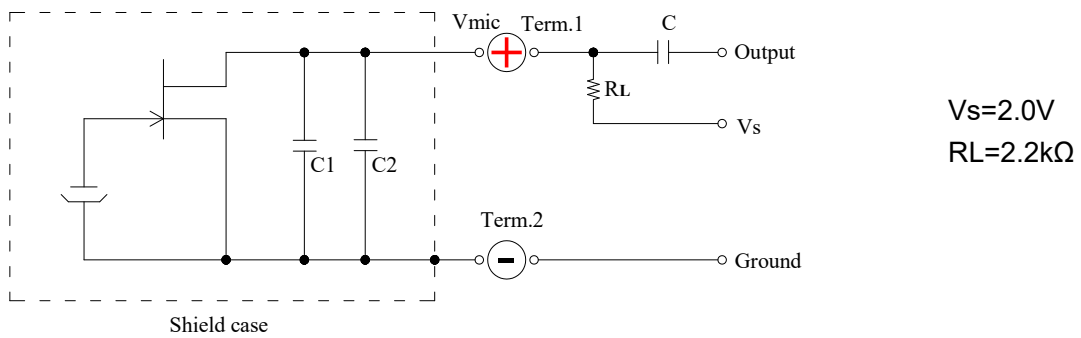 Vmic
Term.1
C
Output
RL
Vs
C1
C2
Term.2
Ground
Shield case
Vs=2.0V
RL=2.2kΩ